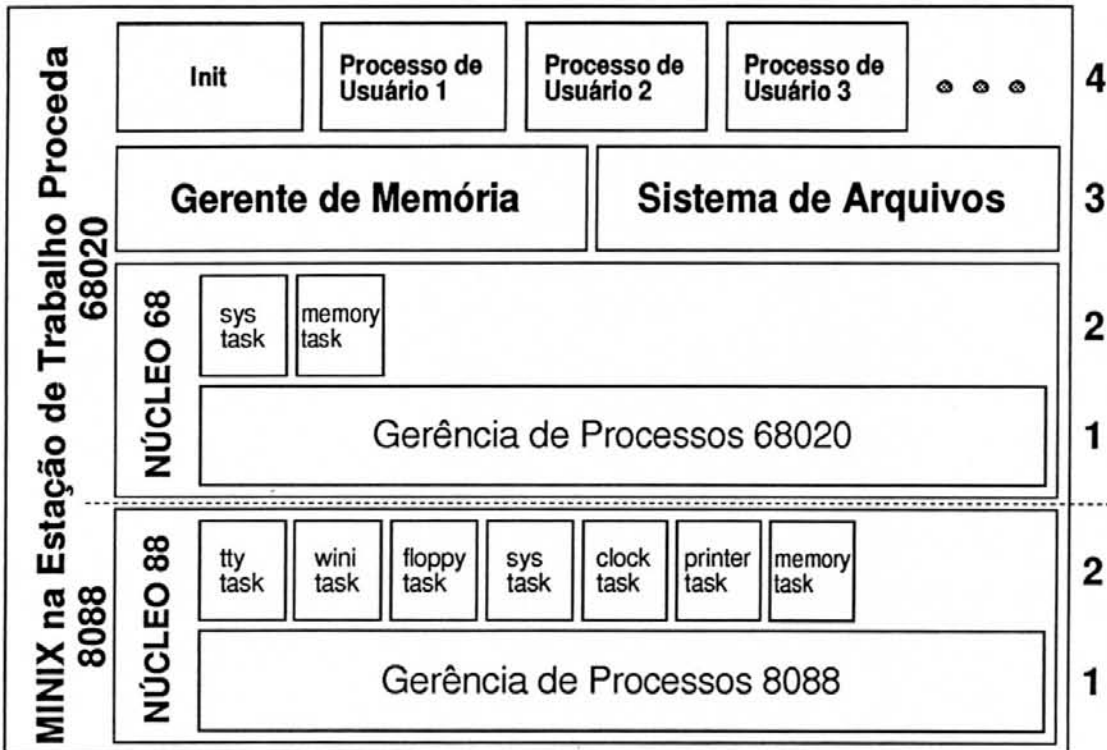 MINIX na Estação de Trabalho Proceda
68020
8088
Init
Processo de
Usuário 1
Processo de
Usuário 2
Processo de
Usuário 3
4
Gerente de Memória
Sistema de Arquivos
3
NÚCLEO 68
sys
task
memory
task
2
Gerência de Processos 68020
1
NÚCLEO 88
tty
task
wini
task
floppy
task
sys
task
clock
task
printer
task
memory
task
2
Gerência de Processos 8088
1